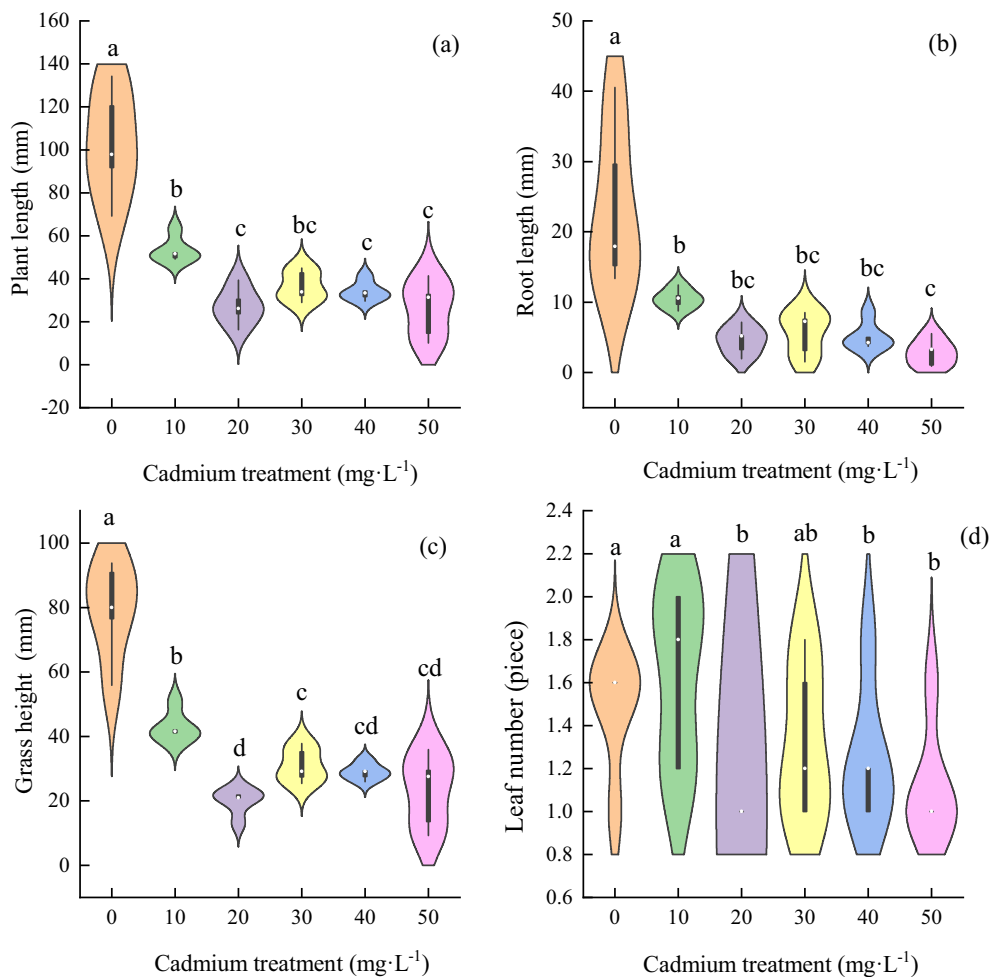 (a)
a
b
c
bc
c
c
140
120
100
80
60
40
20
0
-20
Plant length (mm)
0 10 20 30 40 50
Cadmium treatment (mg·L⁻¹)
(b)
a
b
bc
bc
bc
c
50
40
30
20
10
0
Root length (mm)
0 10 20 30 40 50
Cadmium treatment (mg·L⁻¹)
(c)
a
b
d
c
cd
cd
100
80
60
40
20
0
Grass height (mm)
0 10 20 30 40 50
Cadmium treatment (mg·L⁻¹)
(d)
a
a
b
ab
b
b
2.4
2.2
2.0
1.8
1.6
1.4
1.2
1.0
0.8
0.6
Leaf number (piece)
0 10 20 30 40 50
Cadmium treatment (mg·L⁻¹)